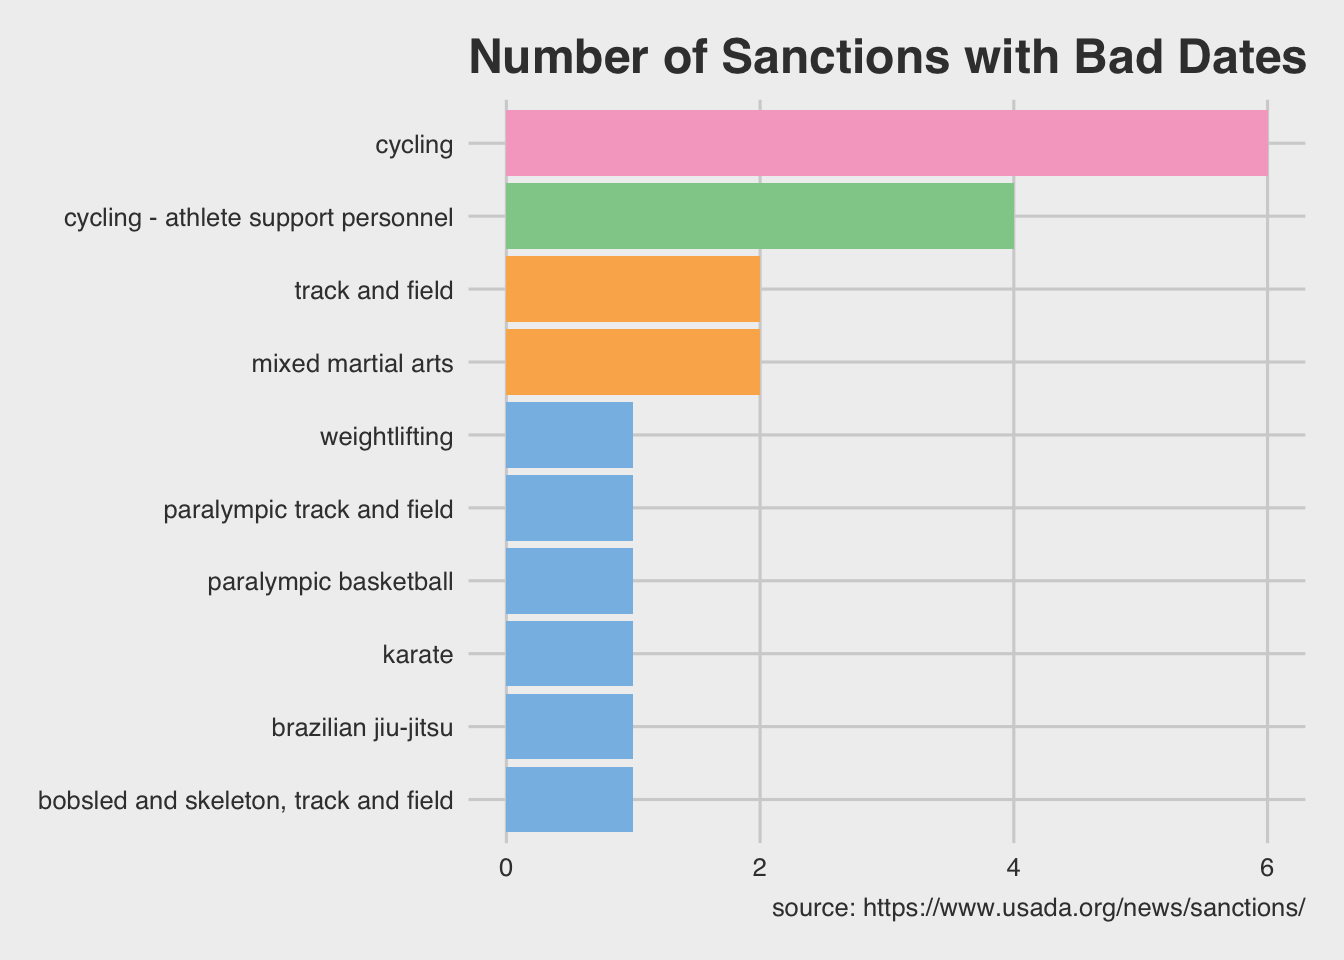 Number of Sanctions with Bad Dates
cycling
cycling - athlete support personnel
track and field
mixed martial arts
weightlifting
paralympic track and field
paralympic basketball
karate
brazilian jiu-jitsu
bobsled and skeleton, track and field
0 2 4 6
source: https://www.usada.org/news/sanctions/